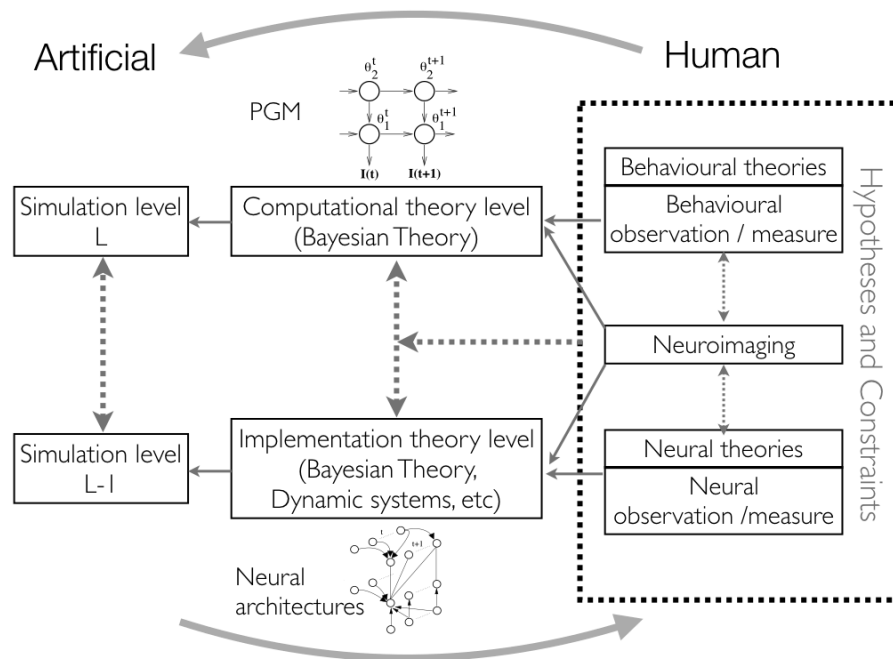 Artificial
Human
PGM
θ₂ᵗ
θ₂ᵗ⁺¹
θ₁ᵗ
θ₁ᵗ⁺¹
I(t)
I(t+1)
Simulation level
L
Computational theory level
(Bayesian Theory)
Behavioural theories
Behavioural
observation / measure
Neuroimaging
Simulation level
L-1
Implementation theory level
(Bayesian Theory,
Dynamic systems, etc)
Neural theories
Neural
observation /measure
Hypotheses and Constraints
Neural
architectures
t
t+1